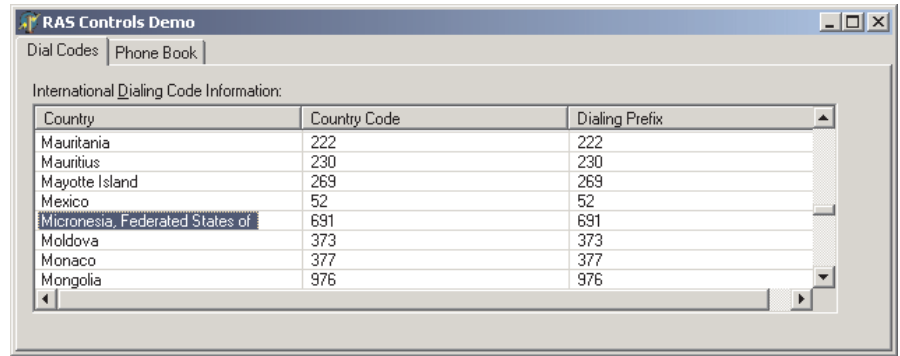 RAS Controls Demo
Dial Codes Phone Book
International Dialing Code Information:
Country Country Code Dialing Prefix
Mauritania 222 222
Mauritius 230 230
Mayotte Island 269 269
Mexico 52 52
Micronesia, Federated States of 691 691
Moldova 373 373
Monaco 377 377
Mongolia 976 976